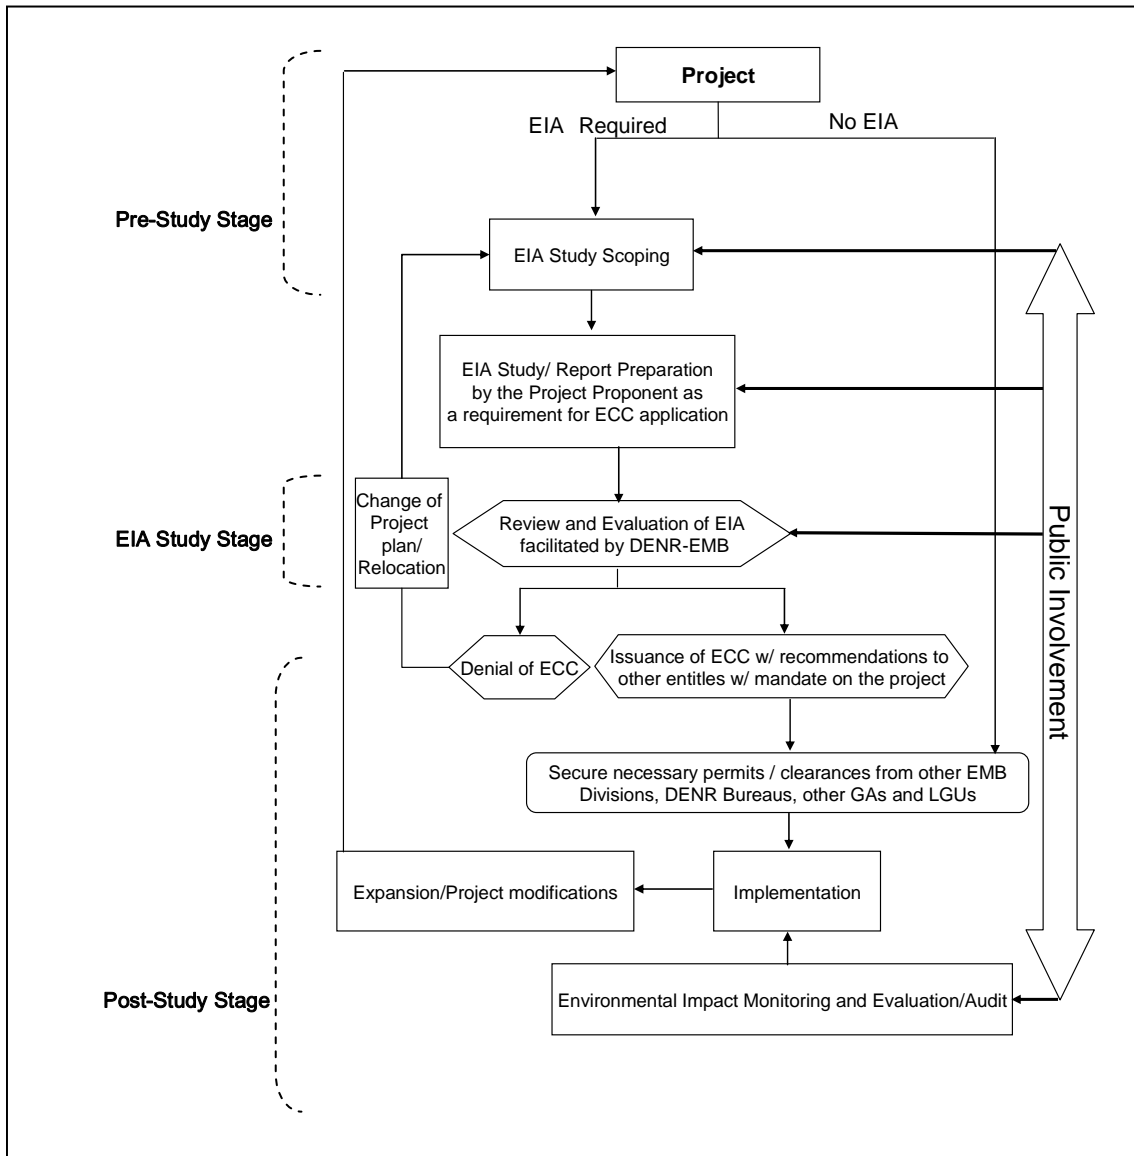 Project
EIA Required
No EIA
Pre-Study Stage
EIA Study Scoping
EIA Study/ Report Preparation
by the Project Proponent as
a requirement for ECC application
Change of
Project
plan/
Relocation
EIA Study Stage
Review and Evaluation of EIA
facilitated by DENR-EMB
Public Involvement
Denial of ECC
Issuance of ECC w/ recommendations to
other entitles w/ mandate on the project
Secure necessary permits / clearances from other EMB
Divisions, DENR Bureaus, other GAs and LGUs
Expansion/Project modifications
Implementation
Post-Study Stage
Environmental Impact Monitoring and Evaluation/Audit